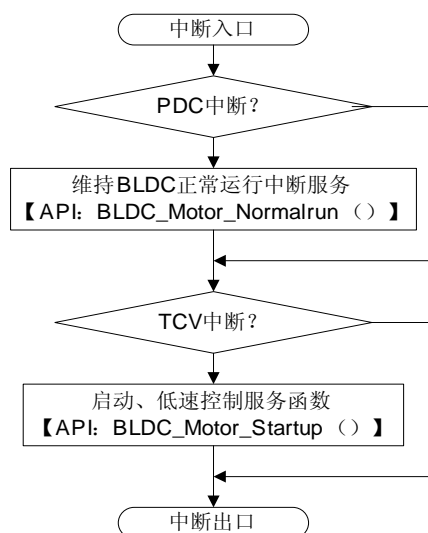 中断入口
PDC中断？
维持BLDC正常运行中断服务
【API：BLDC_Motor_Normalrun（）】
TCV中断？
启动、低速控制服务函数
【API：BLDC_Motor_Startup（）】
中断出口